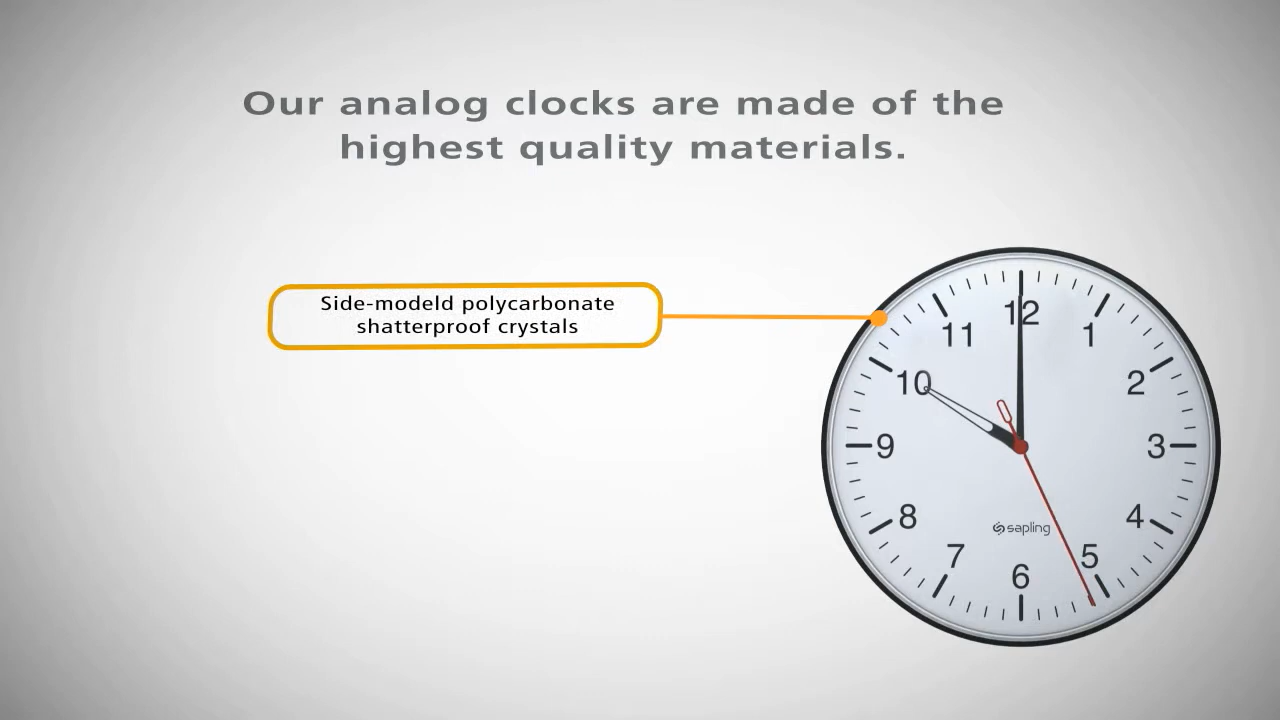 Our analog clocks are made of the
highest quality materials.
Side-modeld polycarbonate
shatterproof crystals
12
11
1
10
2
9
3
8
4
sapling
7
5
6